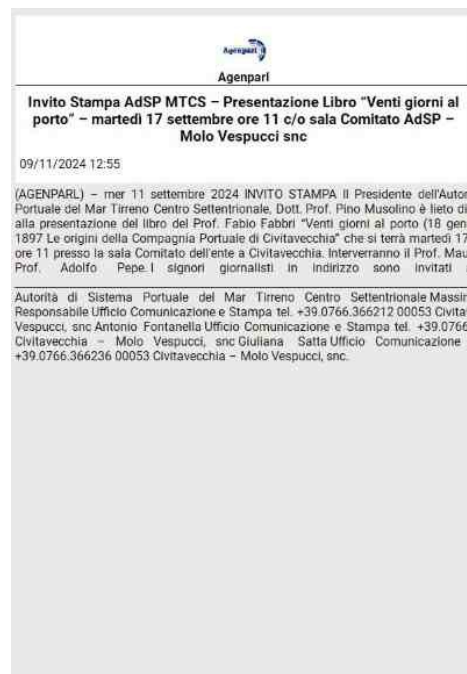 Agenparl
Agenparl
Invito Stampa AdSP MTCS – Presentazione Libro "Venti giorni al
porto" – martedì 17 settembre ore 11 c/o sala Comitato AdSP –
Molo Vespucci snc
09/11/2024 12:55
(AGENPARL) – mer 11 settembre 2024 INVITO STAMPA Il Presidente dell'Autor
Portuale del Mar Tirreno Centro Settentrionale, Dott. Prof. Pino Musolino è lieto di
alla presentazione del libro del Prof. Fabio Fabbri "Venti giorni al porto (18 gen
1897 Le origini della Compagnia Portuale di Civitavecchia" che si terrà martedì 17
ore 11 presso la sala Comitato dell'ente a Civitavecchia. Interverranno il Prof. Mau
Prof. Adolfo Pepe. I signori giornalisti in indirizzo sono invitati .
Autorità di Sistema Portuale del Mar Tirreno Centro Settentrionale Massir
Responsabile Ufficio Comunicazione e Stampa tel. +39.0766.366212 00053 Civita
Vespucci, snc Antonio Fontanella Ufficio Comunicazione e Stampa tel. +39.0766
Civitavecchia – Molo Vespucci, snc Giuliana Satta Ufficio Comunicazione
+39.0766.366236 00053 Civitavecchia – Molo Vespucci, snc.